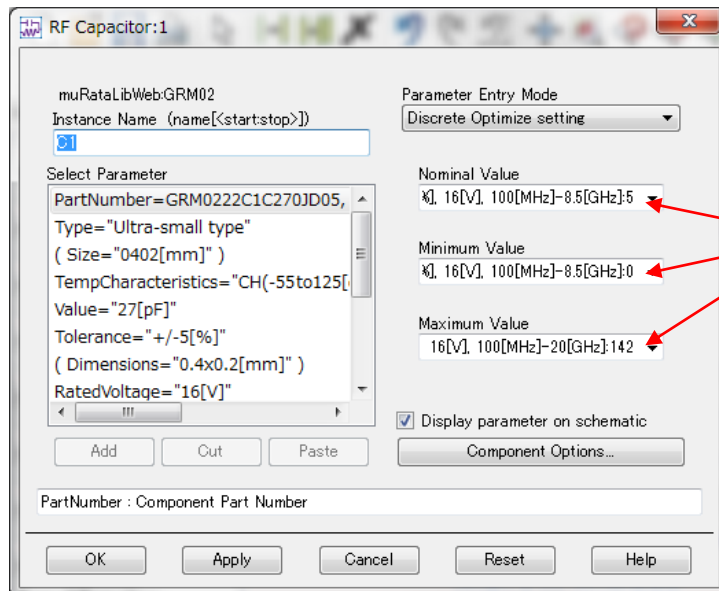 RF Capacitor:1
muRataLibWeb:GRM02
Instance Name (name[<start:stop>])
C1
Select Parameter
PartNumber=GRM0222C1C270JD05,
Type="Ultra-small type"
( Size="0402[mm]" )
TempCharacteristics="CH(-55to125[
Value="27[pF]"
Tolerance="+/-5[%]"
( Dimensions="0.4x0.2[mm]" )
RatedVoltage="16[V]"
Add Cut Paste
Parameter Entry Mode
Discrete Optimize setting
Nominal Value
%], 16[V], 100[MHz]-8.5[GHz]:5
Minimum Value
%], 16[V], 100[MHz]-8.5[GHz]:0
Maximum Value
16[V], 100[MHz]-20[GHz]:142
Display parameter on schematic
Component Options...
PartNumber : Component Part Number
OK Apply Cancel Reset Help